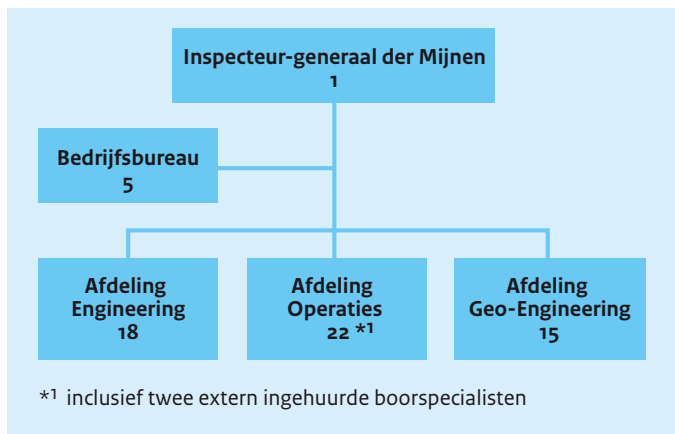 Inspecteur-generaal der Mijnen
1
Bedrijfsbureau
5
Afdeling
Engineering
18
Afdeling
Operaties
22 *1
Afdeling
Geo-Engineering
15
*1 inclusief twee extern ingehuurde boorspecialisten